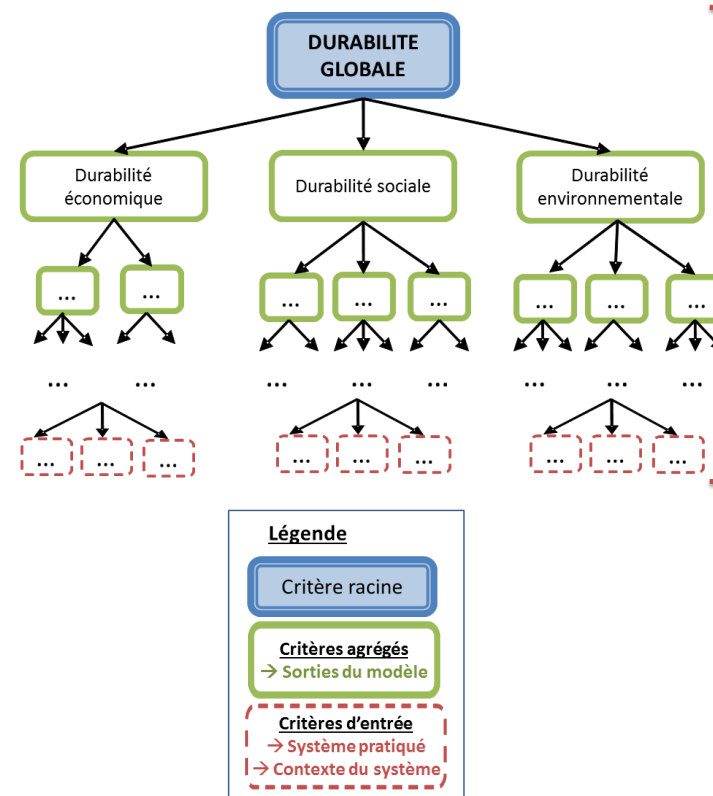 DURABILITE
GLOBALE
Durabilité
économique
Durabilité sociale
Durabilité
environnementale
... ... ... ... ... ... ... ...
... ... ... ... ... ... ... ...
... ... ... ... ... ... ... ... ...
Légende
Critère racine
Critères agrégés
→ Sorties du modèle
Critères d'entrée
→ Système pratiqué
→ Contexte du système